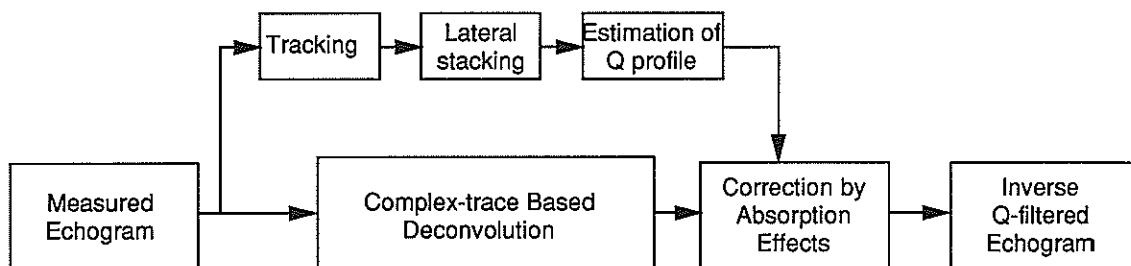 Tracking
Lateral
stacking
Estimation of
Q profile
Measured
Echogram
Complex-trace Based
Deconvolution
Correction by
Absorption
Effects
Inverse
Q-filtered
Echogram